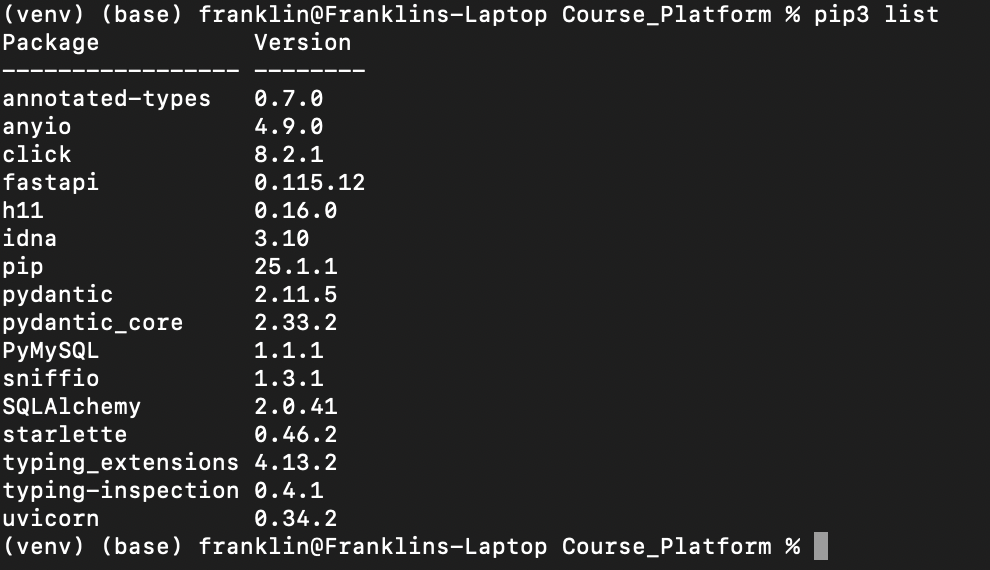 (venv) (base) franklin@Franklins-Laptop Course_Platform % pip3 list
Package           Version
----------------- --------
annotated-types   0.7.0
anyio             4.9.0
click             8.2.1
fastapi           0.115.12
h11               0.16.0
idna              3.10
pip               25.1.1
pydantic          2.11.5
pydantic_core     2.33.2
PyMySQL           1.1.1
sniffio           1.3.1
SQLAlchemy        2.0.41
starlette         0.46.2
typing_extensions 4.13.2
typing-inspection 0.4.1
uvicorn           0.34.2
(venv) (base) franklin@Franklins-Laptop Course_Platform %